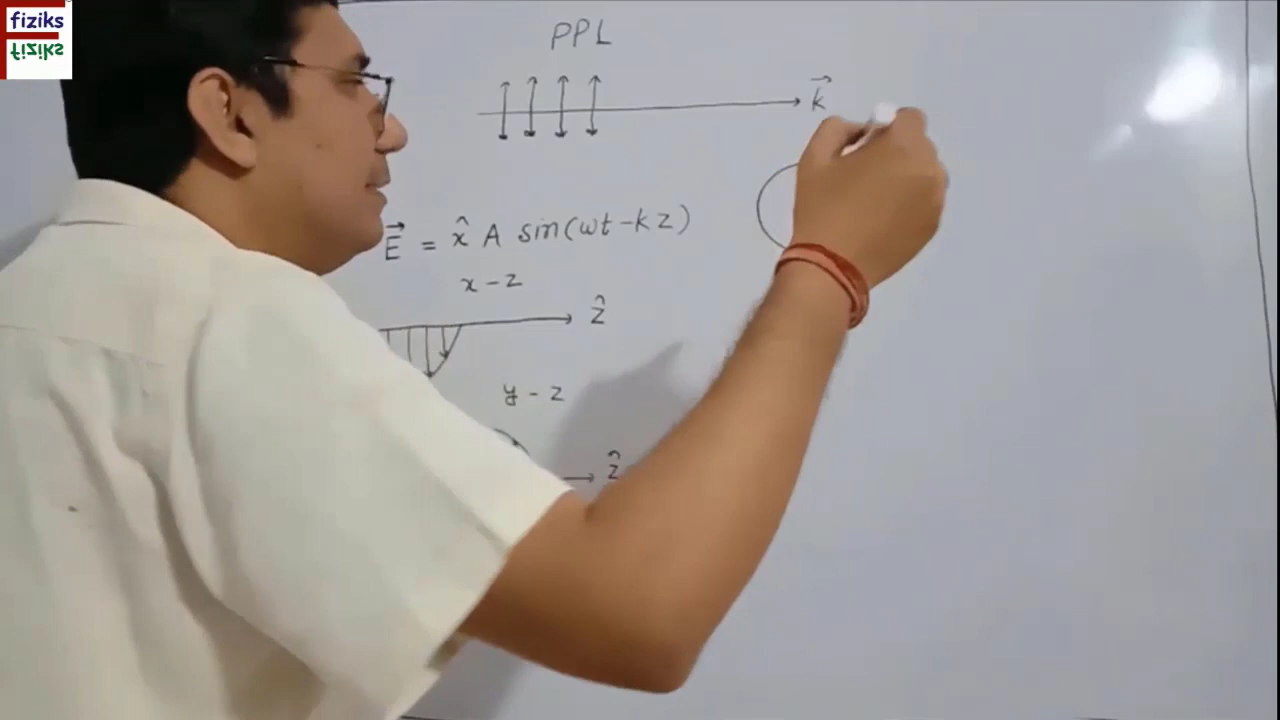 fiziks
fiziks
PPL
k⃗
E⃗ = x̂ A sin(ωt - kz)
x - z
ẑ
y - z
ẑ